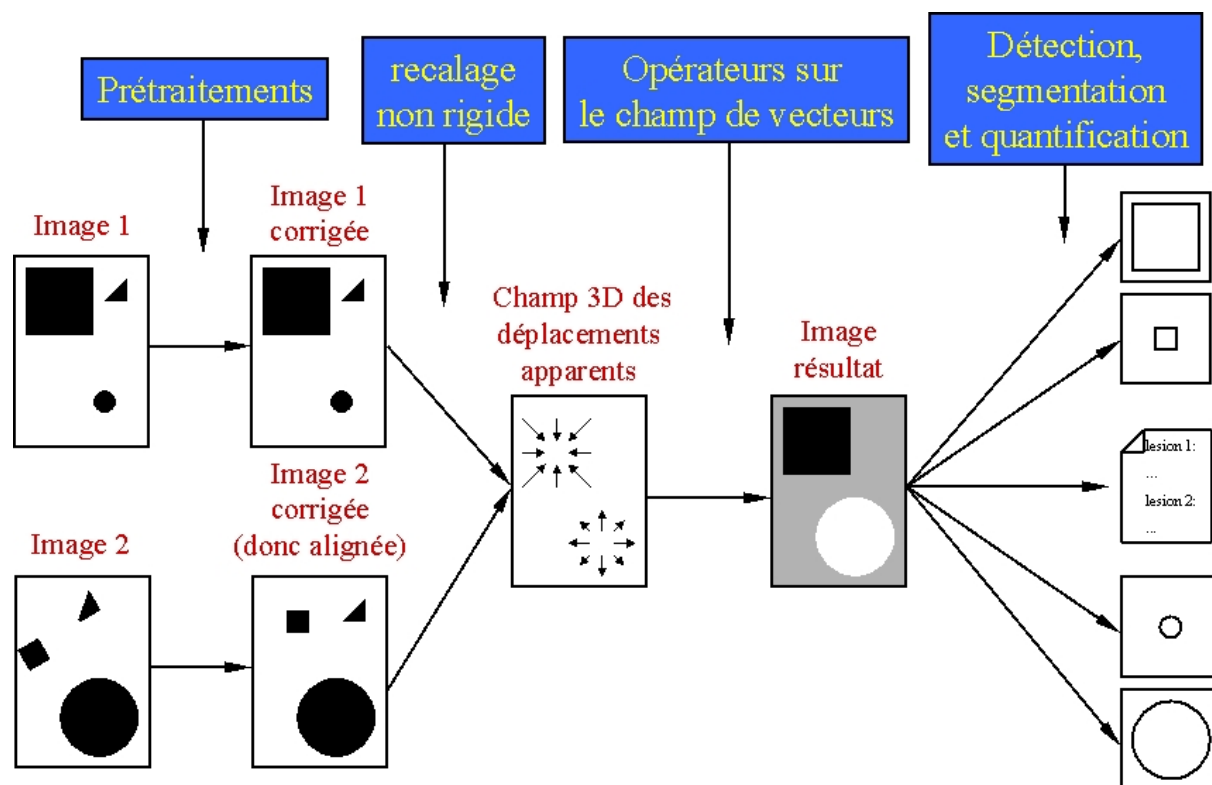 Prétraitements
recalage
non rigide
Opérateurs sur
le champ de vecteurs
Détection,
segmentation
et quantification
Image 1
Image 1
corrigée
Champ 3D des
déplacements
apparents
Image
résultat
Image 2
Image 2
corrigée
(donc alignée)
lesion 1:
...
lesion 2:
...